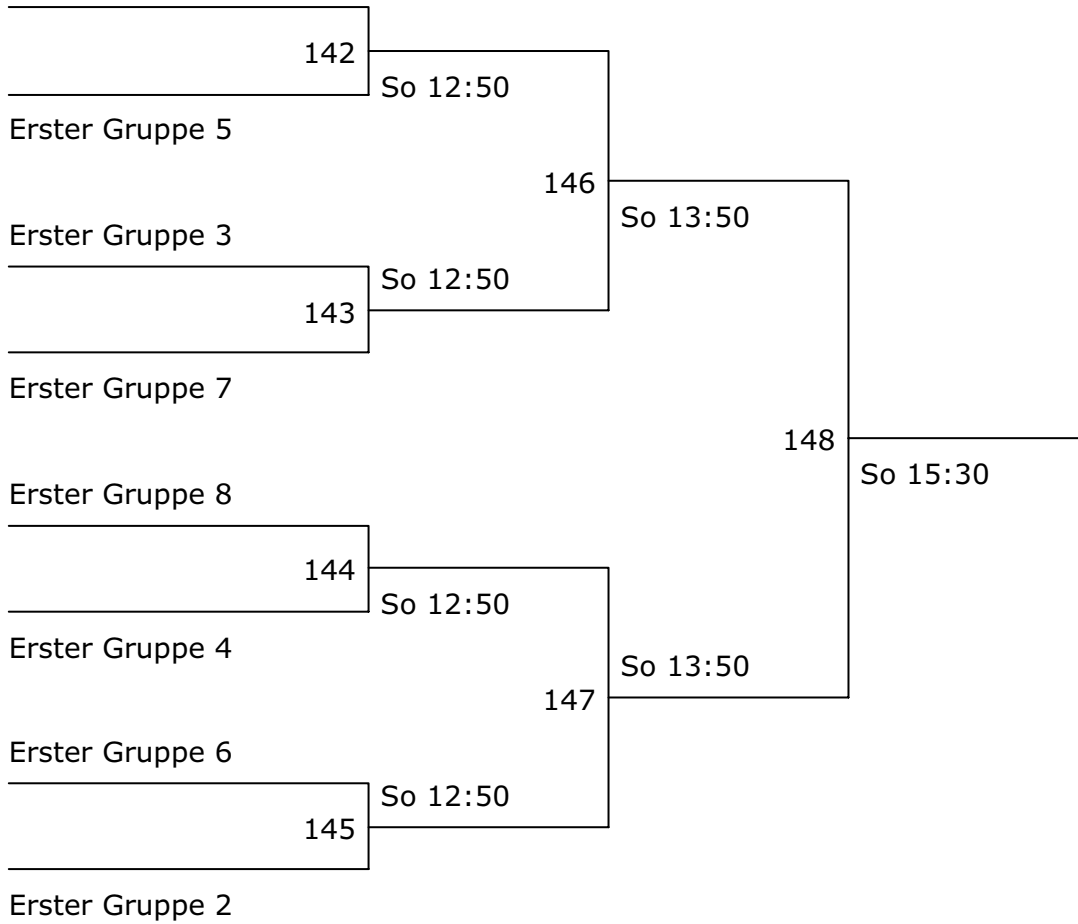 142
So 12:50
Erster Gruppe 5
146
So 13:50
Erster Gruppe 3
So 12:50
143
Erster Gruppe 7
148
So 15:30
Erster Gruppe 8
144
So 12:50
Erster Gruppe 4
So 13:50
147
Erster Gruppe 6
So 12:50
145
Erster Gruppe 2